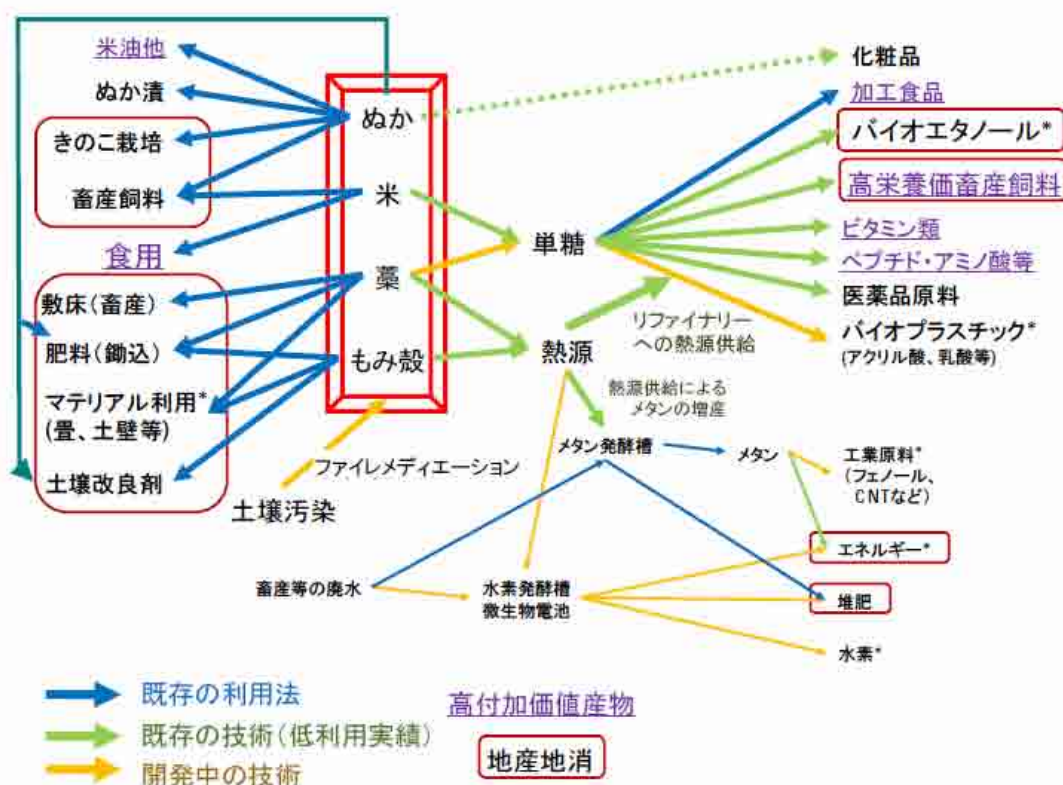 米油他
ぬか漬
きのこ栽培
畜産飼料
食用
敷床(畜産)
肥料(鋤込)
マテリアル利用*
(畳、土壁等)
土壌改良剤
ぬか
米
藁
もみ殻
ファイレメディエーション
土壌汚染
単糖
熱源
リファイナリー
への熱源供給
熱源供給による
メタンの増産
化粧品
加工食品
バイオエタノール*
高栄養価畜産飼料
ビタミン類
ペプチド・アミノ酸等
医薬品原料
バイオプラスチック*
(アクリル酸、乳酸等)
メタン発酵槽
メタン
工業原料*
(フェノール、
CNTなど)
エネルギー*
畜産等の廃水
水素発酵槽
微生物電池
堆肥
水素*
既存の利用法
既存の技術(低利用実績)
開発中の技術
高付加価値産物
地産地消